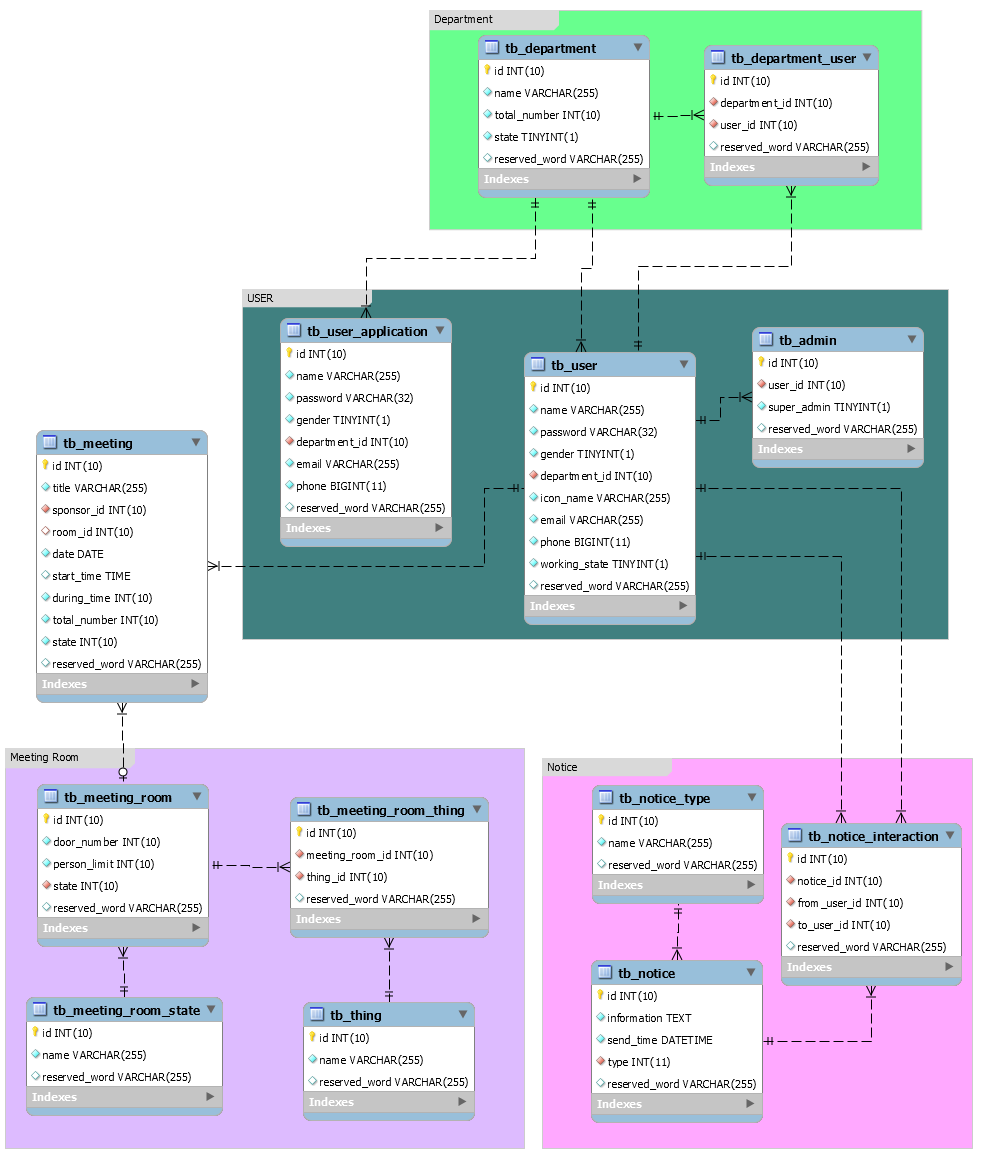 Department
tb_department
id INT(10)
name VARCHAR(255)
total_number INT(10)
state TINYINT(1)
reserved_word VARCHAR(255)
Indexes
tb_department_user
id INT(10)
department_id INT(10)
user_id INT(10)
reserved_word VARCHAR(255)
Indexes
USER
tb_user_application
id INT(10)
name VARCHAR(255)
password VARCHAR(32)
gender TINYINT(1)
department_id INT(10)
email VARCHAR(255)
phone BIGINT(11)
reserved_word VARCHAR(255)
Indexes
tb_user
id INT(10)
name VARCHAR(255)
password VARCHAR(32)
gender TINYINT(1)
department_id INT(10)
icon_name VARCHAR(255)
email VARCHAR(255)
phone BIGINT(11)
working_state TINYINT(1)
reserved_word VARCHAR(255)
Indexes
tb_admin
id INT(10)
user_id INT(10)
super_admin TINYINT(1)
reserved_word VARCHAR(255)
Indexes
tb_meeting
id INT(10)
title VARCHAR(255)
sponsor_id INT(10)
room_id INT(10)
date DATE
start_time TIME
during_time INT(10)
total_number INT(10)
state INT(10)
reserved_word VARCHAR(255)
Indexes
Meeting Room
tb_meeting_room
id INT(10)
door_number INT(10)
person_limit INT(10)
state INT(10)
reserved_word VARCHAR(255)
Indexes
tb_meeting_room_thing
id INT(10)
meeting_room_id INT(10)
thing_id INT(10)
reserved_word VARCHAR(255)
Indexes
tb_meeting_room_state
id INT(10)
name VARCHAR(255)
reserved_word VARCHAR(255)
Indexes
tb_thing
id INT(10)
name VARCHAR(255)
reserved_word VARCHAR(255)
Indexes
Notice
tb_notice_type
id INT(10)
name VARCHAR(255)
reserved_word VARCHAR(255)
Indexes
tb_notice_interaction
id INT(10)
notice_id INT(10)
from_user_id INT(10)
to_user_id INT(10)
reserved_word VARCHAR(255)
Indexes
tb_notice
id INT(10)
information TEXT
send_time DATETIME
type INT(11)
reserved_word VARCHAR(255)
Indexes